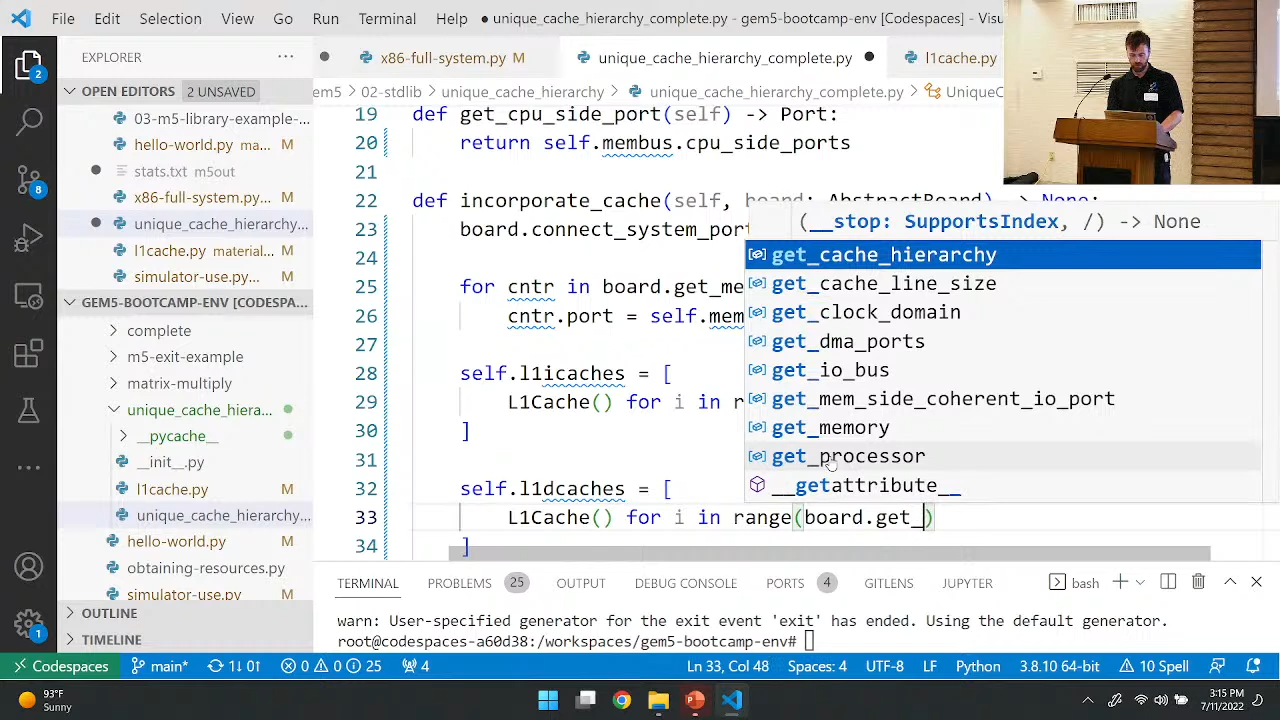 File Edit Selection View Go Run Terminal Help
unique_cache_hierarchy_complete.py - gem5-bootcamp-env [Codespaces] - Visu
EXPLORER
OPEN EDITORS 2 UNSAVED
03-m5-library-example-...
hello-world.py ma... M
stats.txt m5out
x86-full-system.py... M
unique_cache_hierarchy...
l1cache.py material... M
simulator-use.py... M
GEM5-BOOTCAMP-ENV [CODESPA...
complete
m5-exit-example
matrix-multiply
unique_cache_hiera...
__pycache__
__init__.py
l1cache.py M
unique_cache_hierarchy...
hello-world.py M
obtaining-resources.py
simulator-use.py M
OUTLINE
TIMELINE
x86-full-system.py M
unique_cache_hierarchy_complete.py
l1cache.py
em5 > 02-stdlib > unique_cache_hierarchy > unique_cache_hierarchy_complete.py > UniqueC
19 def get_cpu_side_port(self) -> Port:
20 return self.membus.cpu_side_ports
21
22 def incorporate_cache(self, board: AbstractBoard) -> None:
23 board.connect_system_port
24
25 for cntr in board.get_me
26 cntr.port = self.mem
27
28 self.l1icaches = [
29 L1Cache() for i in r
30 ]
31
32 self.l1dcaches = [
33 L1Cache() for i in range(board.get_)
34 ]
(__stop: SupportsIndex, /) -> None
get_cache_hierarchy
get_cache_line_size
get_clock_domain
get_dma_ports
get_io_bus
get_mem_side_coherent_io_port
get_memory
get_processor
__getattribute__
TERMINAL PROBLEMS 25 OUTPUT DEBUG CONSOLE PORTS 4 GITLENS JUPYTER
bash
warn: User-specified generator for the exit event 'exit' has ended. Using the default generator.
root@codespaces-a60d38:/workspaces/gem5-bootcamp-env#
2
8
1
Codespaces main* 1↓ 0↑ 0 0 25 4 Ln 33, Col 48 Spaces: 4 UTF-8 LF Python 3.8.10 64-bit 10 Spell
93°F
Sunny
3:15 PM
7/11/2022